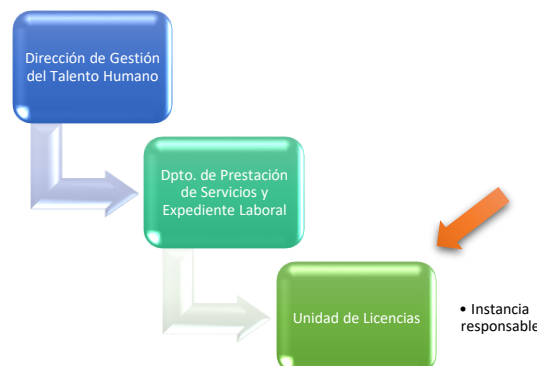 Dirección de Gestión
del Talento Humano
Dpto. de Prestación
de Servicios y
Expediente Laboral
Unidad de Licencias
• Instancia
responsable